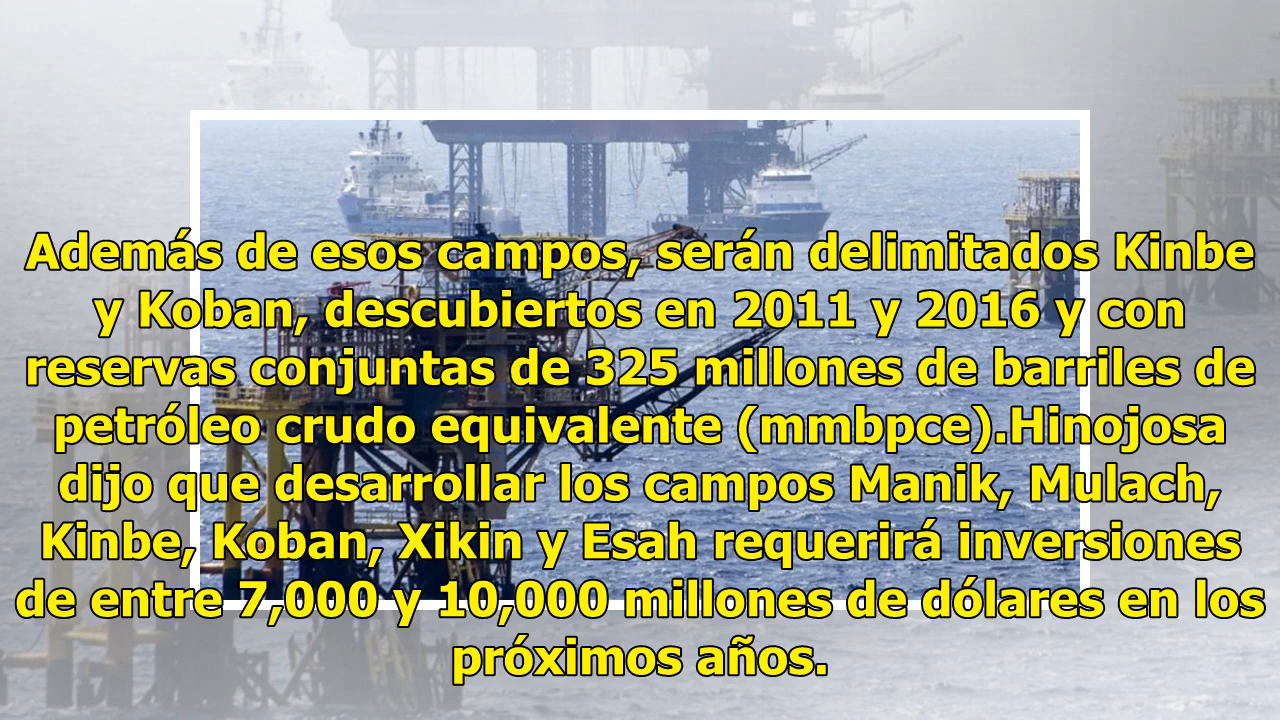 Además de esos campos, serán delimitados Kinbe
y Koban, descubiertos en 2011 y 2016 y con
reservas conjuntas de 325 millones de barriles de
petróleo crudo equivalente (mmbpce).Hinojosa
dijo que desarrollar los campos Manik, Mulach,
Kinbe, Koban, Xikin y Esah requerirá inversiones
de entre 7,000 y 10,000 millones de dólares en los
próximos años.